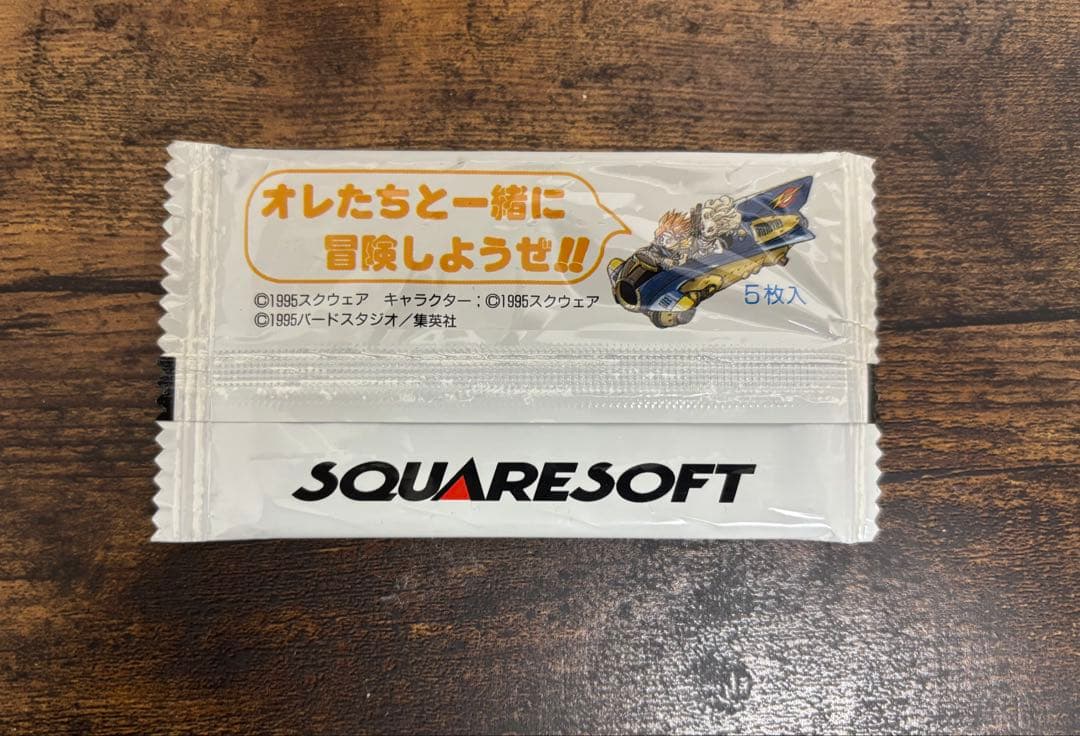 オレたちと一緒に
冒険しようぜ!!
©1995スクウェア キャラクター:©1995スクウェア
©1995バードスタジオ/集英社
5枚入
SQUARESOFT